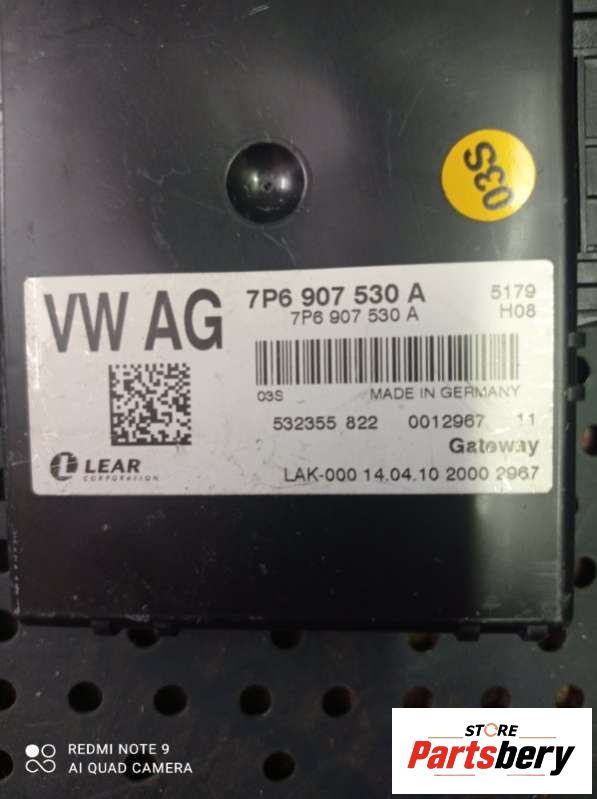 03S
VW AG
7P6 907 530 A
5179
7P6 907 530 A
H08
03S
MADE IN GERMANY
532355 822
0012967
11
Gateway
LEAR
CORPORATION
LAK-000 14.04.10 2000 2967
REDMI NOTE 9
AI QUAD CAMERA
STORE
Partsbery